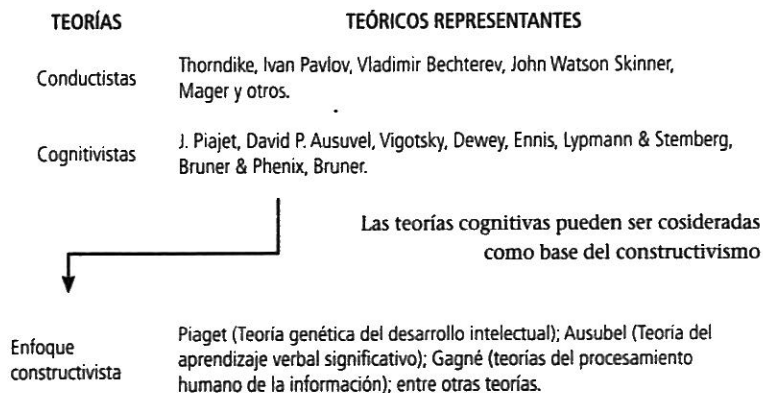 TEORÍAS TEÓRICOS REPRESENTANTES
Conductistas
Thorndike, Ivan Pavlov, Vladimir Bechterev, John Watson Skinner,
Mager y otros.
Cognitivistas
J. Piajet, David P. Ausuvel, Vigotsky, Dewey, Ennis, Lypmann & Stemberg,
Bruner & Phenix, Bruner.
Las teorías cognitivas pueden ser cosideradas
como base del constructivismo
Enfoque
constructivista
Piaget (Teoría genética del desarrollo intelectual); Ausubel (Teoría del
aprendizaje verbal significativo); Gagné (teorías del procesamiento
humano de la información); entre otras teorías.